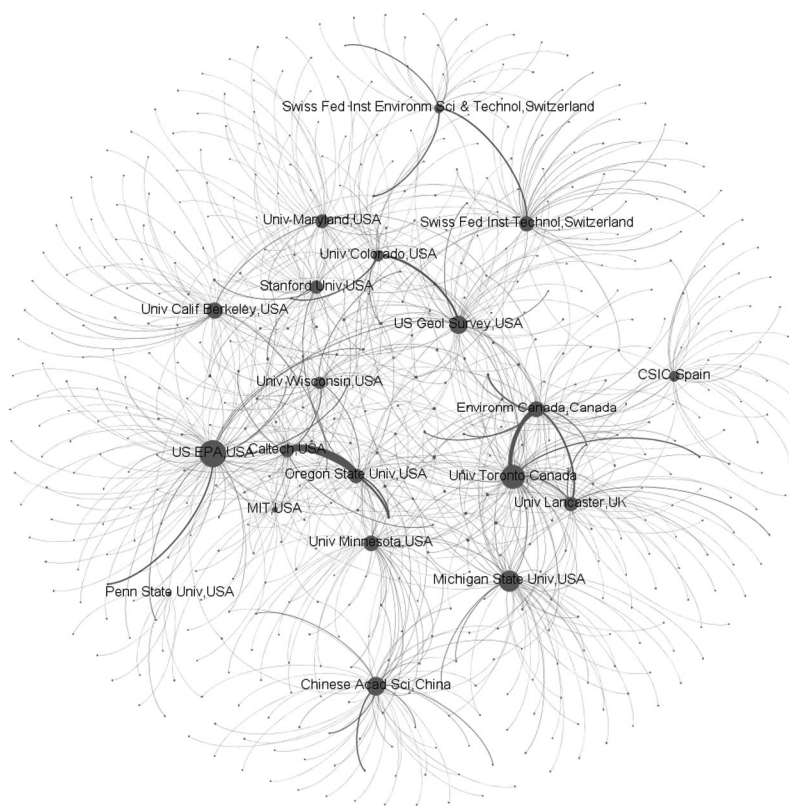 Swiss Fed Inst Environm Sci & Technol,Switzerland
Univ Maryland,USA
Swiss Fed Inst Technol,Switzerland
Univ Colorado,USA
Stanford Univ,USA
Univ Calif Berkeley,USA
US Geol Survey,USA
CSIC,Spain
Univ Wisconsin,USA
Environm Canada,Canada
US EPA,USA
Caltech,USA
Oregon State Univ,USA
Univ Toronto Canada
Univ Lancaster,UK
MIT,USA
Univ Minnesota,USA
Michigan State Univ,USA
Penn State Univ,USA
Chinese Acad Sci,China